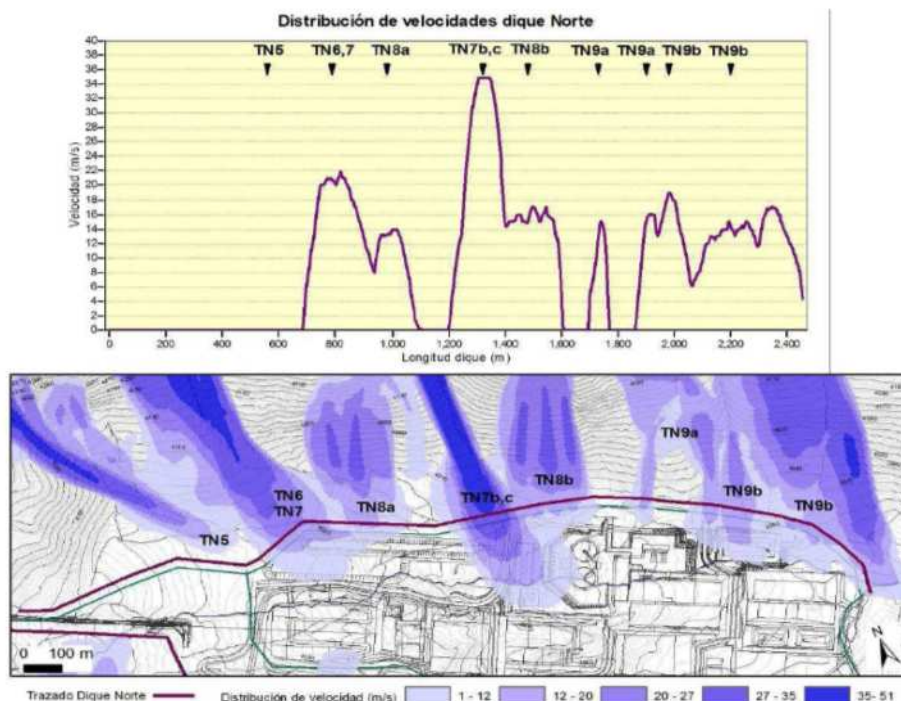 Distribución de velocidades dique Norte
TN5 TN6,7 TN8a TN7b,c TN8b TN9a TN9a TN9b TN9b
Velocidad (m/s)
40
38
36
34
32
30
28
26
24
22
20
18
16
14
12
10
8
6
4
2
0
0 200 400 600 800 1,000 1,200 1,400 1,600 1,800 2,000 2,200 2,400
Longitud dique (m)
TN9a
TN8b
TN6
TN7 TN8a TN7b,c TN9b TN9b
TN5
0 100 m
Z
Trazado Dique Norte Distribución de velocidad (m/s) 1 - 12 12 - 20 20 - 27 27 - 35 35- 51